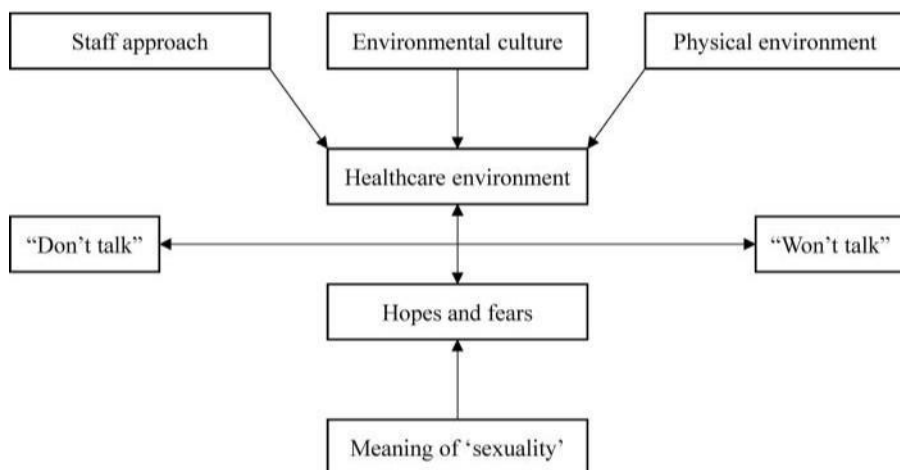 Staff approach
Environmental culture
Physical environment
Healthcare environment
“Don’t talk”
“Won’t talk”
Hopes and fears
Meaning of ‘sexuality’